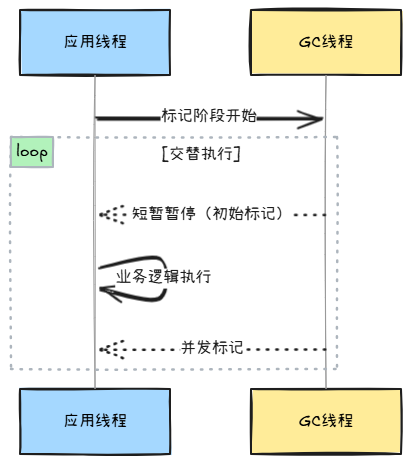 应用线程
GC线程
标记阶段开始
loop
[交替执行]
短暂暂停（初始标记）
业务逻辑执行
并发标记
应用线程
GC线程